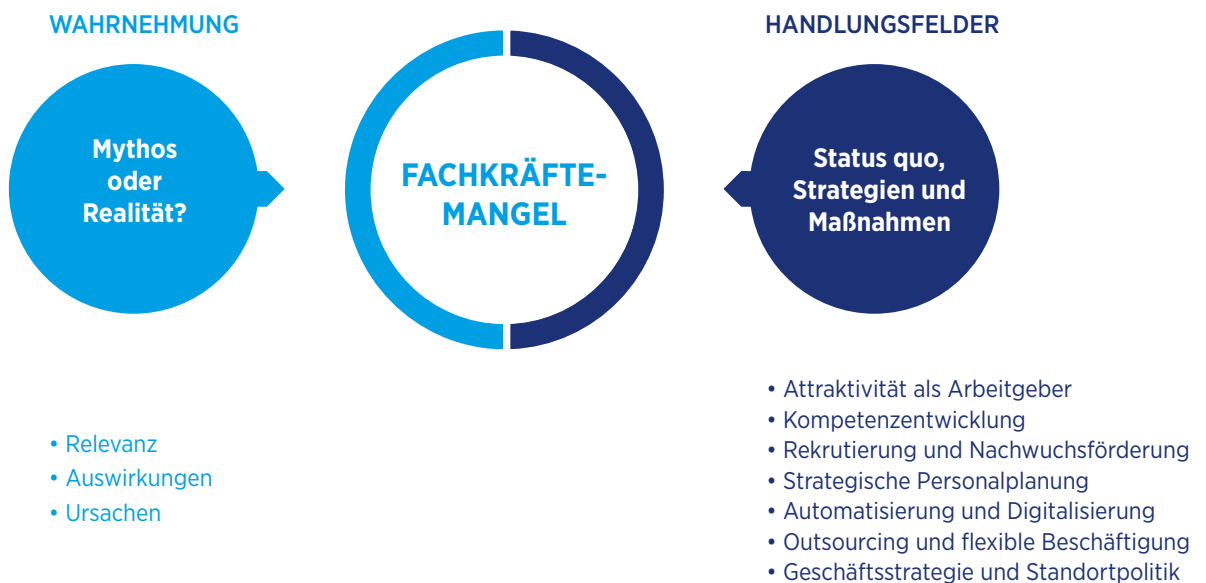 WAHRNEHMUNG
Mythos
oder
Realität?
• Relevanz
• Auswirkungen
• Ursachen
FACHKRÄFTE-
MANGEL
HANDLUNGSFELDER
Status quo,
Strategien und
Maßnahmen
• Attraktivität als Arbeitgeber
• Kompetenzentwicklung
• Rekrutierung und Nachwuchsförderung
• Strategische Personalplanung
• Automatisierung und Digitalisierung
• Outsourcing und flexible Beschäftigung
• Geschäftsstrategie und Standortpolitik